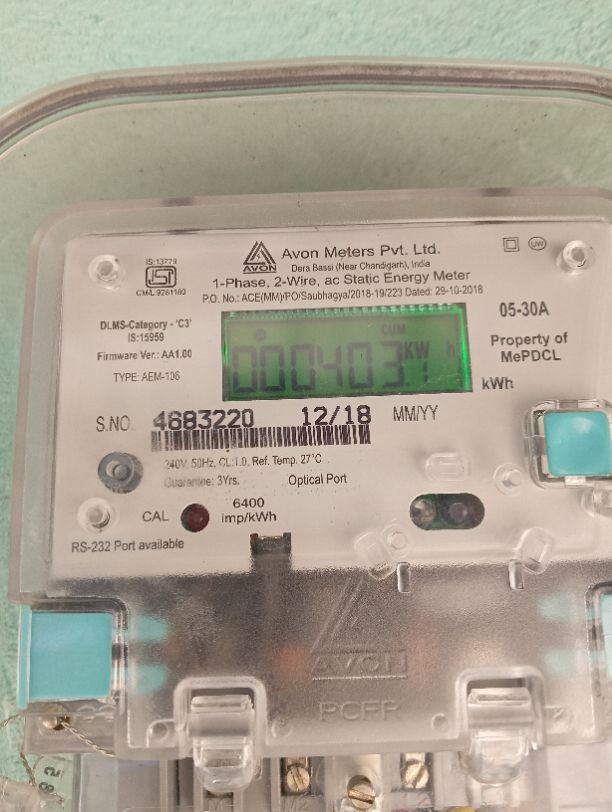 IS:13779
ISI
CM/L:9281180
AVON
Avon Meters Pvt. Ltd.
Dera Bassi (Near Chandigarh), India
1-Phase, 2-Wire, ac Static Energy Meter
P.O. No.: ACE(MM)/PO/Saubhagya/2018-19/223 Dated: 29-10-2018
UW
05-30A
DLMS-Category - 'C3'
IS:15959
Firmware Ver.: AA1.00
TYPE: AEM-106
CUM
000403.1 KW h
Property of
MePDCL
kWh
S.NO. 4683220 12/18 MM/YY
240V, 50Hz, CL:1.0, Ref. Temp. 27°C
Guarantee: 3Yrs. Optical Port
CAL
6400
imp/kWh
RS-232 Port available
AVON